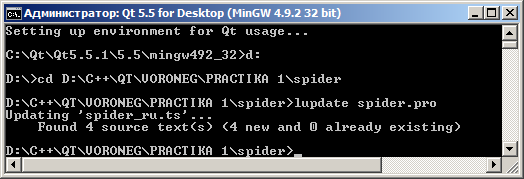 Администратор: Qt 5.5 for Desktop (MinGW 4.9.2 32 bit)
Setting up environment for Qt usage...
C:\Qt\Qt5.5.1\5.5\mingw492_32>d:
D:\>cd D:\C++\QT\VORONEG\PRACTIKA 1\spider
D:\C++\QT\VORONEG\PRACTIKA 1\spider>lupdate spider.pro
Updating 'spider_ru.ts'...
Found 4 source text(s) (4 new and 0 already existing)
D:\C++\QT\VORONEG\PRACTIKA 1\spider>_